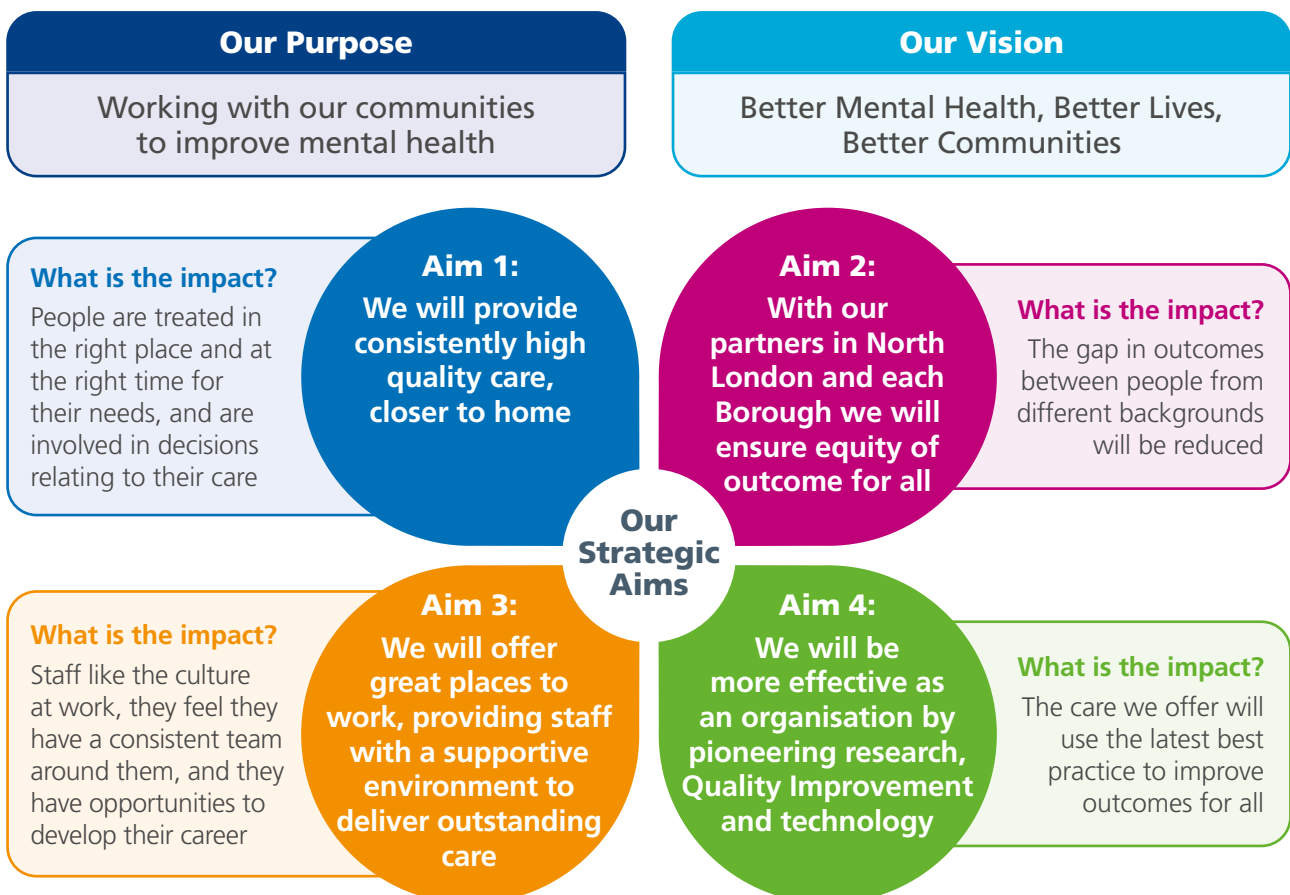 Our Purpose
Working with our communities
to improve mental health
Our Vision
Better Mental Health, Better Lives,
Better Communities
What is the impact?
People are treated in
the right place and at
the right time for
their needs, and are
involved in decisions
relating to their care
Aim 1:
We will provide
consistently high
quality care,
closer to home
Aim 2:
With our
partners in North
London and each
Borough we will
ensure equity of
outcome for all
What is the impact?
The gap in outcomes
between people from
different backgrounds
will be reduced
Our
Strategic
Aims
What is the impact?
Staff like the culture
at work, they feel they
have a consistent team
around them, and they
have opportunities to
develop their career
Aim 3:
We will offer
great places to
work, providing staff
with a supportive
environment to
deliver outstanding
care
Aim 4:
We will be
more effective as
an organisation by
pioneering research,
Quality Improvement
and technology
What is the impact?
The care we offer will
use the latest best
practice to improve
outcomes for all